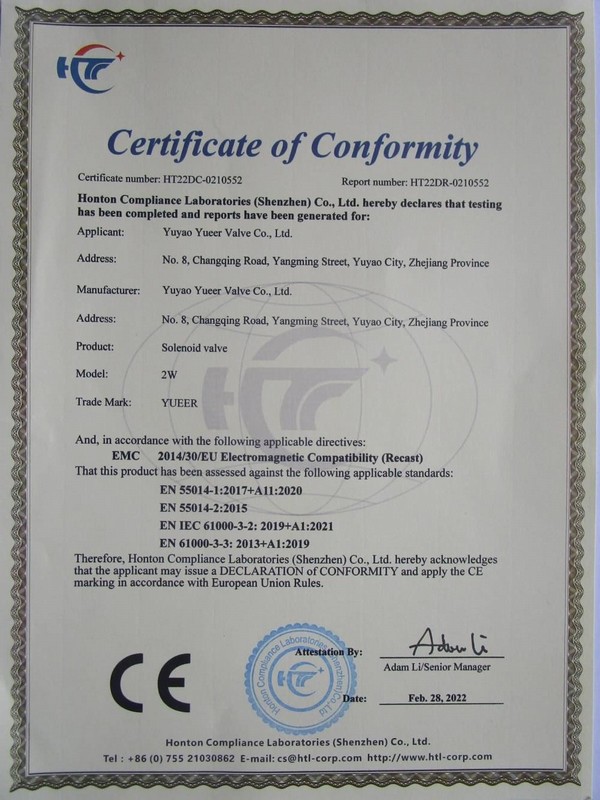 HTT
Certificate of Conformity
Certificate number: HT22DC-0210552 Report number: HT22DR-0210552
Honton Compliance Laboratories (Shenzhen) Co., Ltd. hereby declares that testing
has been completed and reports have been generated for:
Applicant: Yuyao Yueer Valve Co., Ltd.
Address: No. 8, Changqing Road, Yangming Street, Yuyao City, Zhejiang Province
Manufacturer: Yuyao Yueer Valve Co., Ltd.
Address: No. 8, Changqing Road, Yangming Street, Yuyao City, Zhejiang Province
Product: Solenoid valve
Model: 2W
Trade Mark: YUEER
And, in accordance with the following applicable directives:
EMC 2014/30/EU Electromagnetic Compatibility (Recast)
That this product has been assessed against the following applicable standards:
EN 55014-1:2017+A11:2020
EN 55014-2:2015
EN IEC 61000-3-2: 2019+A1:2021
EN 61000-3-3: 2013+A1:2019
Therefore, Honton Compliance Laboratories (Shenzhen) Co., Ltd. hereby acknowledges
that the applicant may issue a DECLARATION of CONFORMITY and apply the CE
marking in accordance with European Union Rules.
CE
Honton Compliance Laboratories (Shenzhen) Co., Ltd
Attestation By: Adam Li
Adam Li/Senior Manager
Date: Feb. 28, 2022
Honton Compliance Laboratories (Shenzhen) Co., Ltd.
Tel : +86 (0) 755 21030862 E-mail: cs@htl-corp.com http://www.htl-corp.com